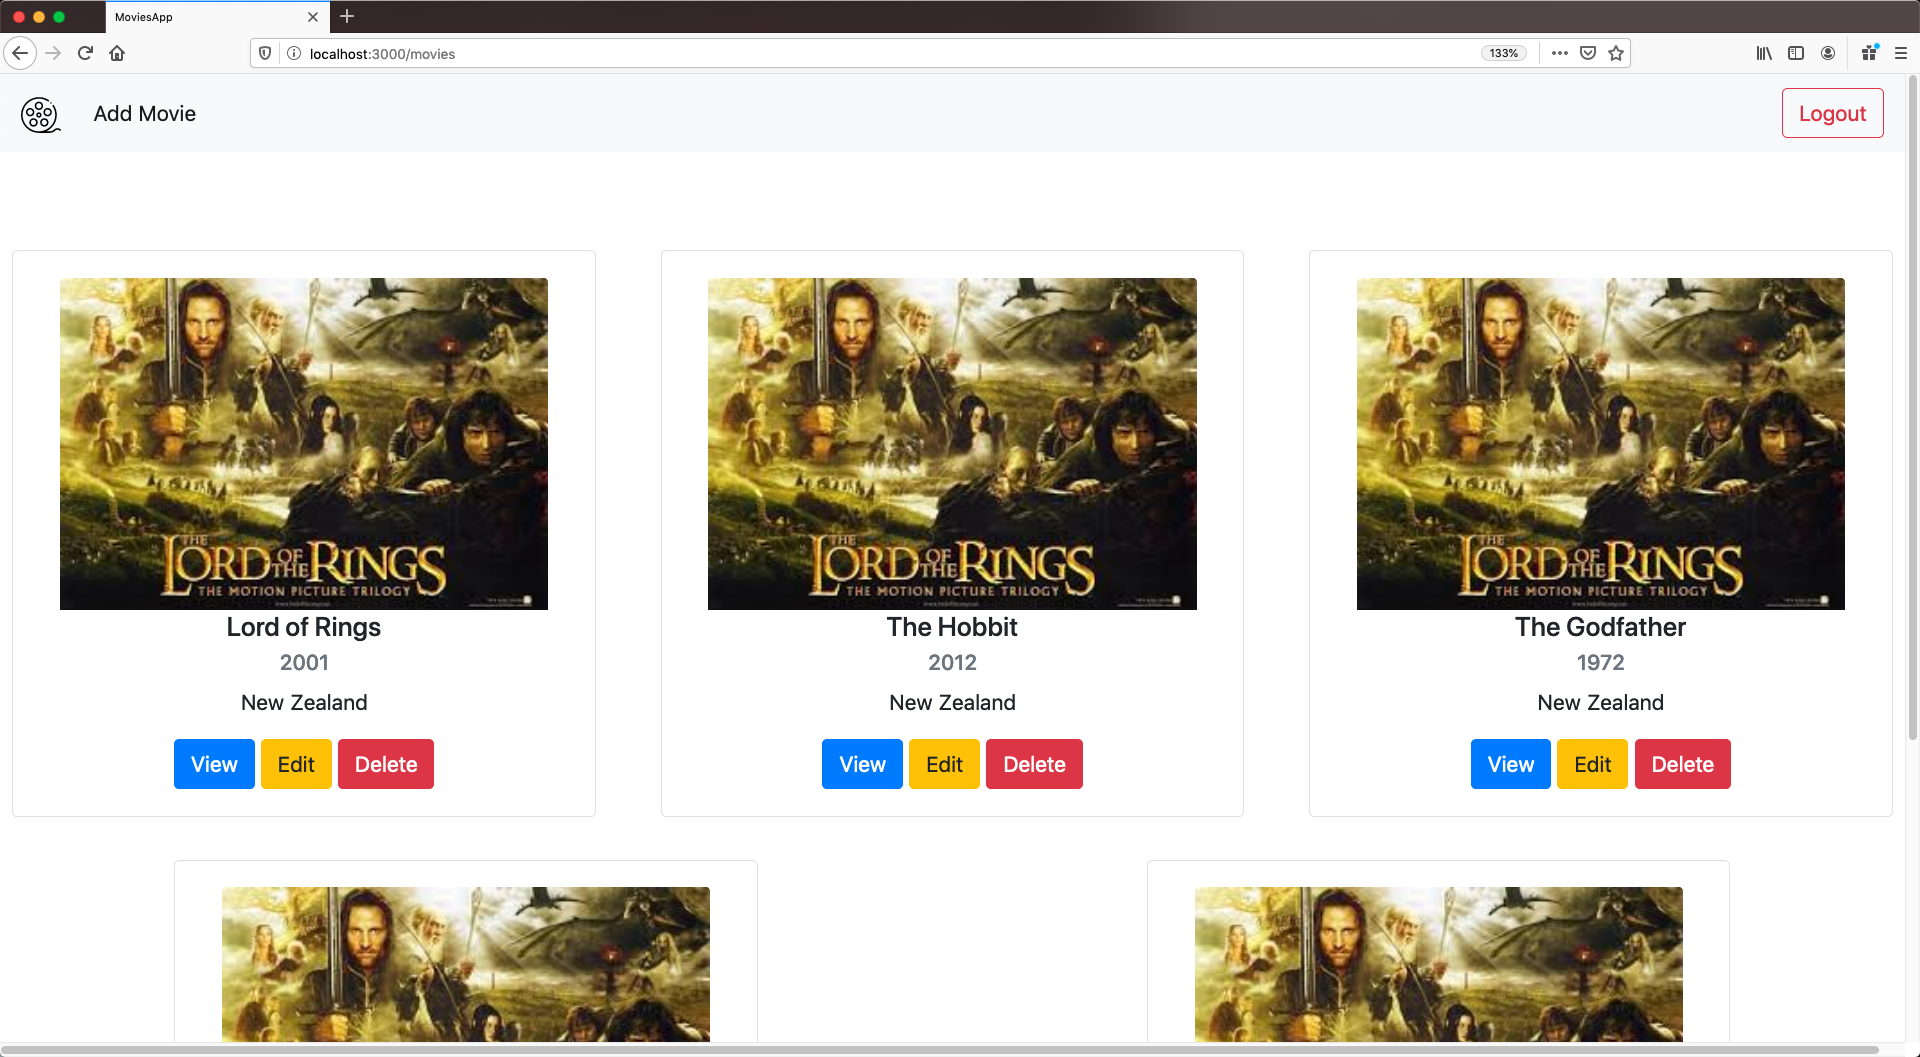 MoviesApp
localhost:3000/movies
133%
Add Movie
Logout
THE
LORD OF THE RINGS
THE MOTION PICTURE TRILOGY
Lord of Rings
2001
New Zealand
View Edit Delete
THE
LORD OF THE RINGS
THE MOTION PICTURE TRILOGY
The Hobbit
2012
New Zealand
View Edit Delete
THE
LORD OF THE RINGS
THE MOTION PICTURE TRILOGY
The Godfather
1972
New Zealand
View Edit Delete